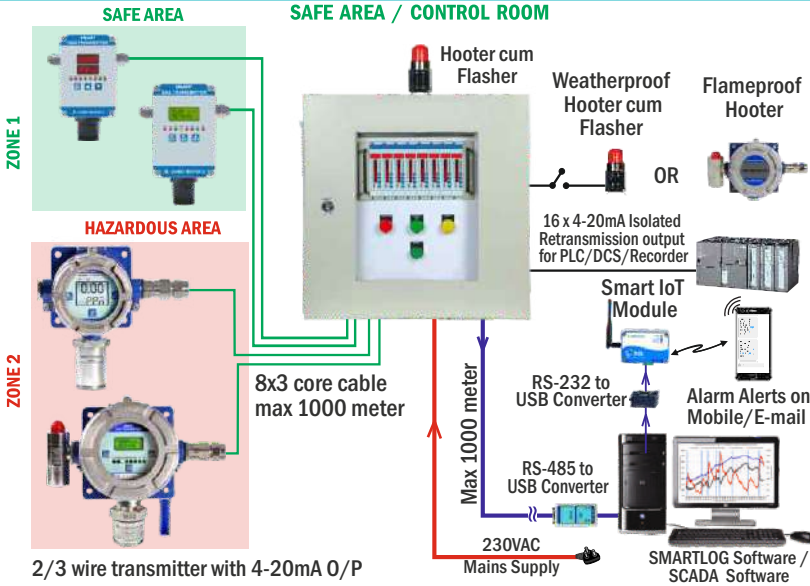 SAFE AREA
SAFE AREA / CONTROL ROOM
ZONE 1
Hooter cum
Flasher
Weatherproof
Hooter cum
Flasher
OR
Flameproof
Hooter
HAZARDOUS AREA
ZONE 2
0.00
16 x 4-20mA Isolated
Retransmission output
for PLC/DCS/Recorder
Smart IoT
Module
8x3 core cable
max 1000 meter
RS-232 to
USB Converter
Alarm Alerts on
Mobile/E-mail
Max 1000 meter
RS-485 to
USB Converter
230VAC
Mains Supply
SMARTLOG Software /
SCADA Software
2/3 wire transmitter with 4-20mA O/P